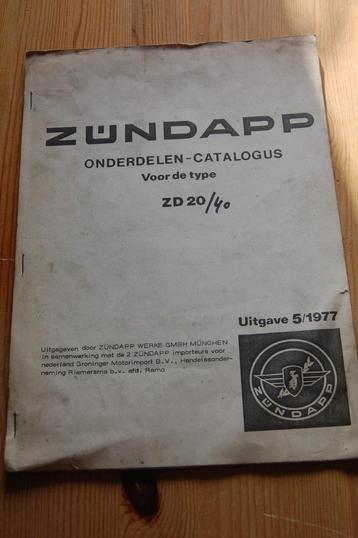 ZÜNDAPP
ONDERDELEN-CATALOGUS
Voor de type
ZD 20/40
Uitgave 5/1977
Uitgegeven door ZÜNDAPP WERKE GMBH MÜNCHEN
in samenwerking met de 2 ZÜNDAPP importeurs voor
nederland Groninger Motorimport B.V., Handelsonder-
neming Riemersma b.v. afd. Remo
ZÜNDAPP